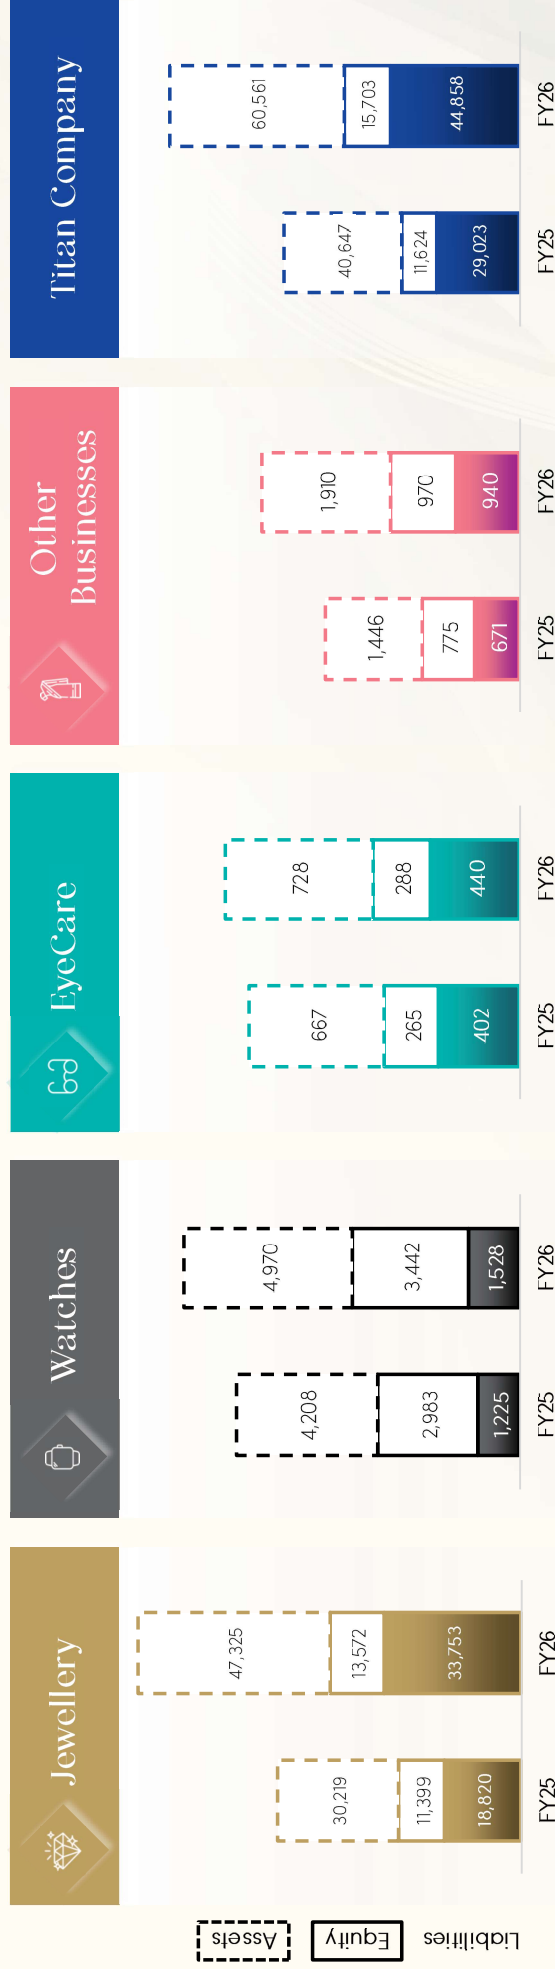 Assets
Equity
Liabilities
Jewellery
30,219
11,399
18,820
FY25
47,325
13,572
33,753
FY26
Watches
4,208
2,983
1,225
FY25
4,970
3,442
1,528
FY26
EyeCare
667
265
402
FY25
728
288
440
FY26
Other
Businesses
1,446
775
671
FY25
1,910
970
940
FY26
Titan Company
40,647
11,624
29,023
FY25
60,561
15,703
44,858
FY26